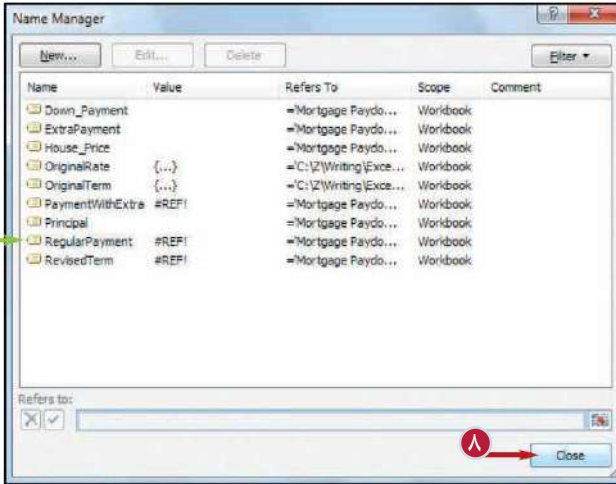 Name Manager
New... Edit... Delete Filter
Name Value Refers To Scope Comment
Down_Payment ='Mortgage Paydo... Workbook
ExtraPayment ='Mortgage Paydo... Workbook
House_Price ='Mortgage Paydo... Workbook
OriginalRate {...} ='C:\Z\Writing\Exce... Workbook
OriginalTerm {...} ='C:\Z\Writing\Exce... Workbook
PaymentWithExtra #REF! ='Mortgage Paydo... Workbook
Principal ='Mortgage Paydo... Workbook
RegularPayment #REF! ='Mortgage Paydo... Workbook
RevisedTerm #REF! ='Mortgage Paydo... Workbook
Refers to:
٨
Close